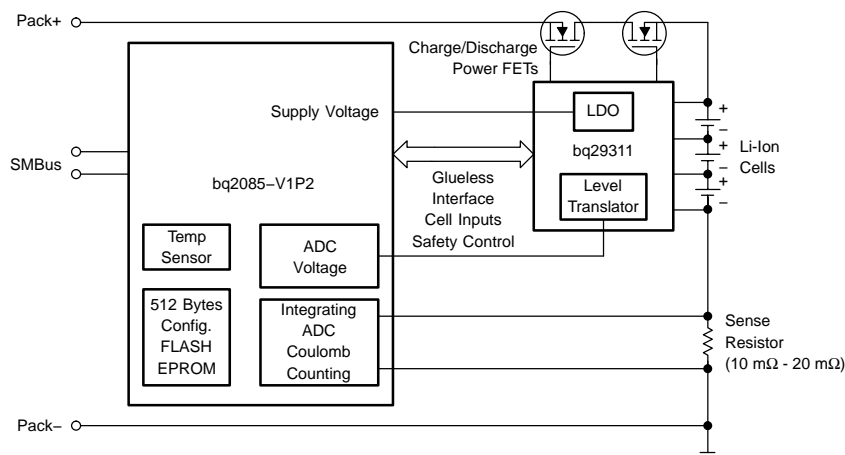 Pack+
Charge/Discharge
Power FETs
Supply Voltage
LDO
bq29311
+
−
+
−
+
−
Li-Ion
Cells
SMBus
bq2085−V1P2
Glueless
Interface
Cell Inputs
Safety Control
Level
Translator
Temp
Sensor
ADC
Voltage
512 Bytes
Config.
FLASH
EPROM
Integrating
ADC
Coulomb
Counting
Sense
Resistor
(10 mΩ - 20 mΩ)
Pack−